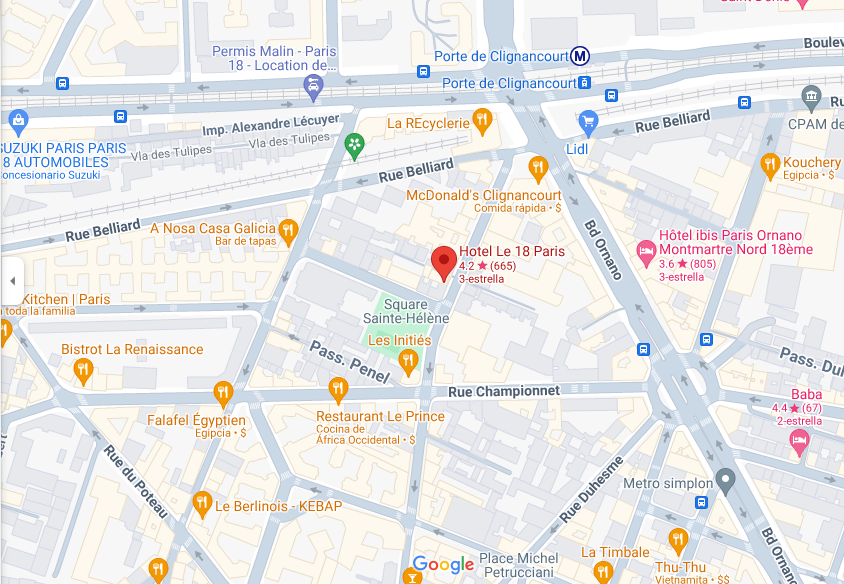 Boulev
Permis Malin - Paris
18 - Location de…
Porte de Clignancourt
M
Porte de Clignancourt
SUZUKI PARIS PARIS
8 AUTOMOBILES
oncesionario Suzuki
Imp. Alexandre Lécuyer
Vla des Tulipes
Vla des Tulipes
La REcyclerie
Lidl
Rue Belliard
Ru
CPAM de
Rue Belliard
Kouchery
Egipcia • $
McDonald's Clignancourt
Comida rápida • $
Rue Belliard
A Nosa Casa Galicia
Bar de tapas
Bd Ornano
Hôtel ibis Paris Ornano
Montmartre Nord 18ème
3.6 ★ (805)
3-estrella
Hotel Le 18 Paris
4.2 ★ (665)
3-estrella
Kitchen | Paris
toda la familia
Square
Sainte-Hélène
Les Initiés
Bistrot La Renaissance
Pass. Penel
Pass. Dul
Rue Championnet
Baba
4.4 ★ (67)
2-estrella
Falafel Égyptien
Egipcia • $
Restaurant Le Prince
Cocina de
África Occidental • $
Rue du Poteau
Rue Duhesme
Metro simplon
Le Berlinois - KEBAP
Bd Ornano
Google
Place Michel
Petrucciani
La Timbale
Thu-Thu
Vietnamita • $$